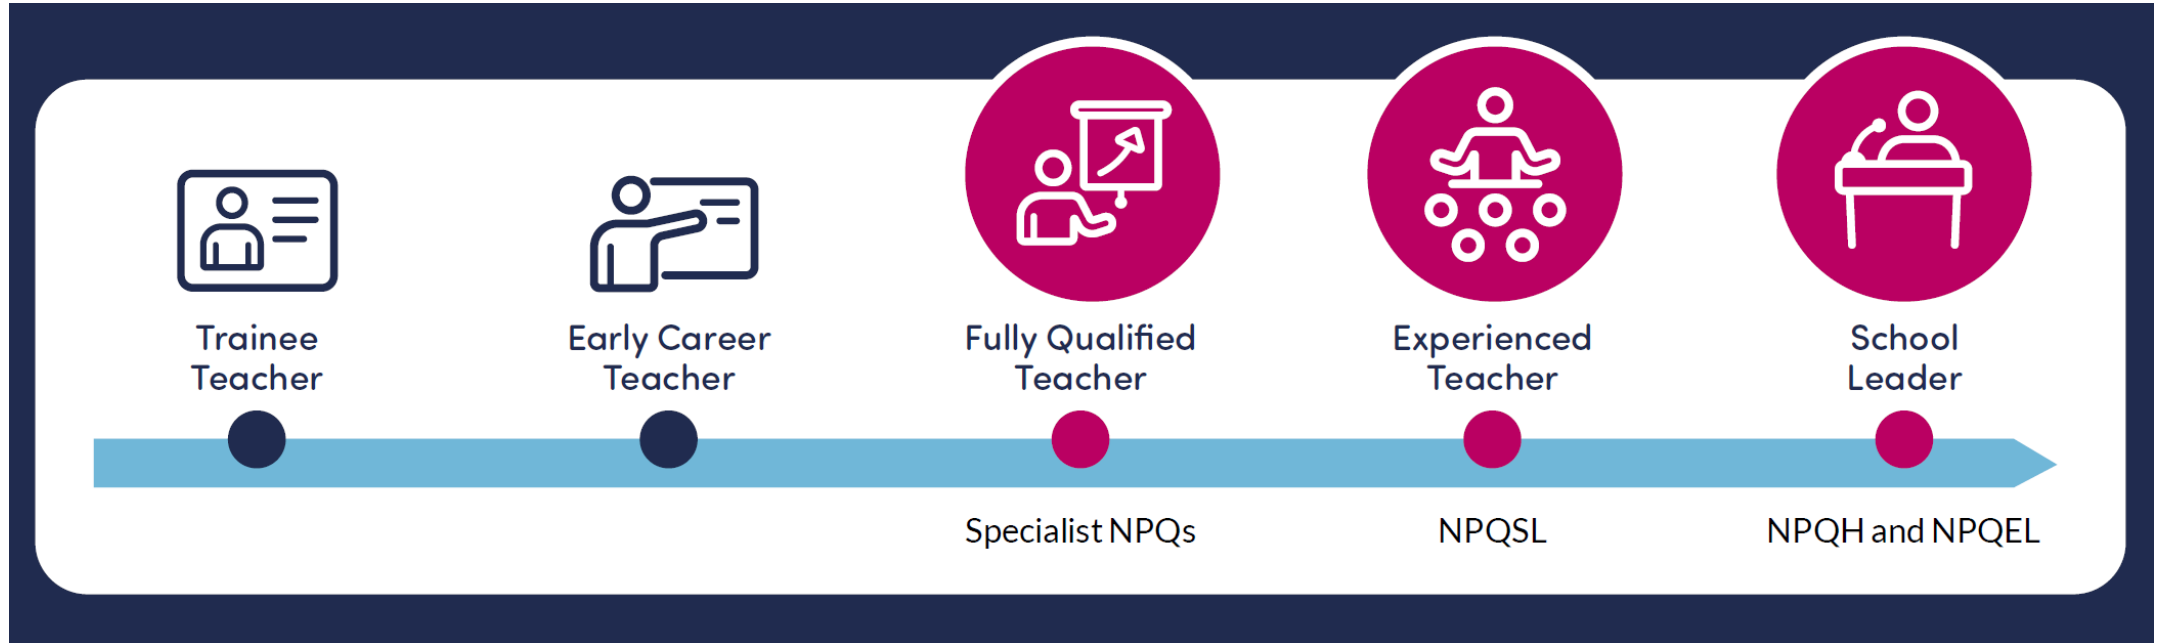 Trainee
Teacher
Early Career
Teacher
Fully Qualified
Teacher
Experienced
Teacher
School
Leader
Specialist NPQs
NPQSL
NPQH and NPQEL